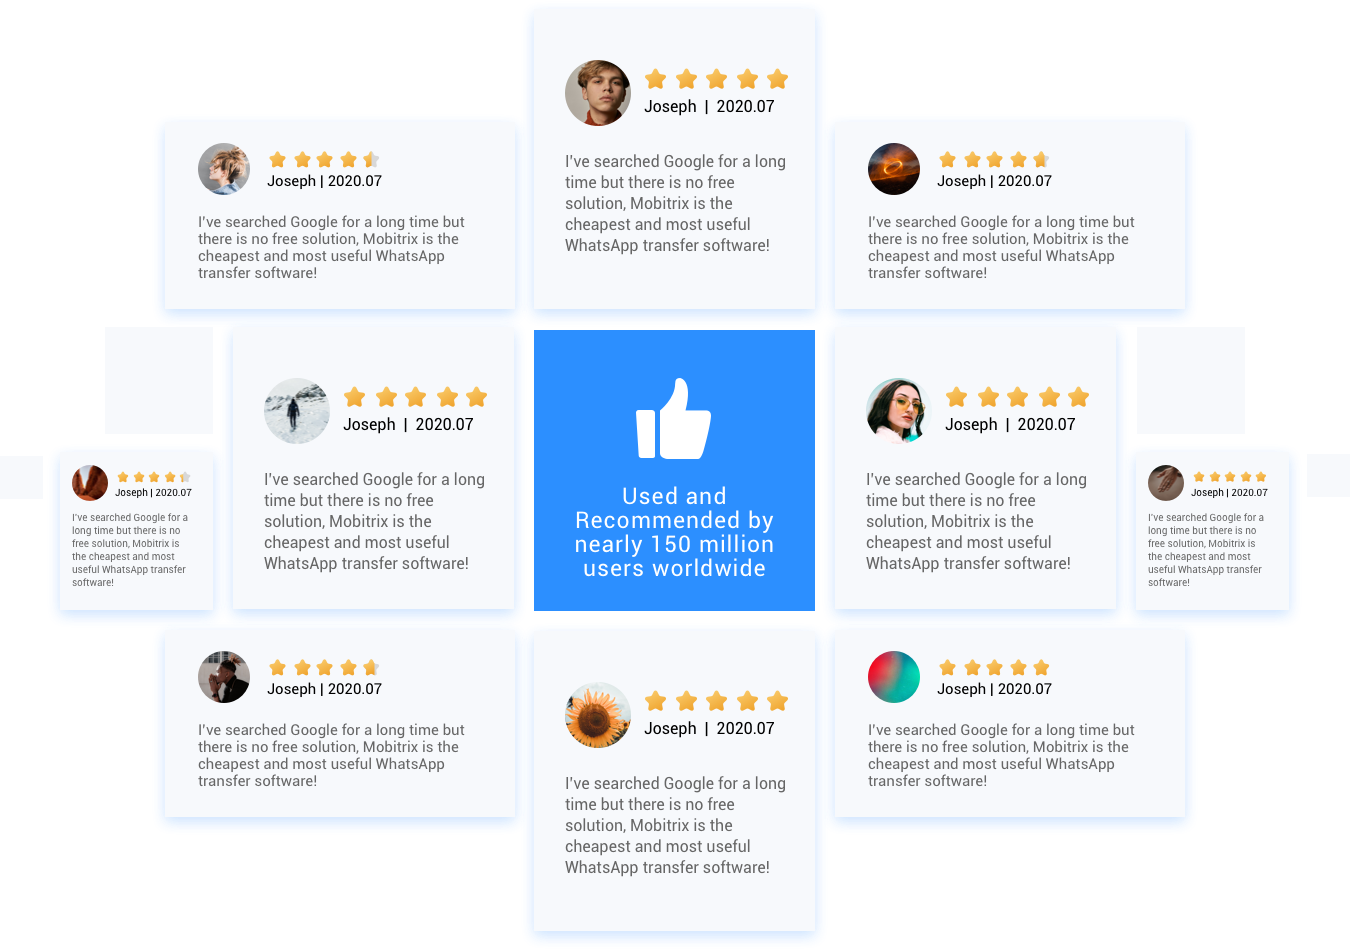 Joseph | 2020.07
I've searched Google for a long
time but there is no free
solution, Mobitrix is the
cheapest and most useful
WhatsApp transfer software!
Joseph | 2020.07
I've searched Google for a long time but
there is no free solution, Mobitrix is the
cheapest and most useful WhatsApp
transfer software!
Joseph | 2020.07
I've searched Google for a long time but
there is no free solution, Mobitrix is the
cheapest and most useful WhatsApp
transfer software!
Joseph | 2020.07
I've searched Google for a
long time but there is no
free solution, Mobitrix is
the cheapest and most
useful WhatsApp transfer
software!
Joseph | 2020.07
I've searched Google for a long
time but there is no free
solution, Mobitrix is the
cheapest and most useful
WhatsApp transfer software!
Used and
Recommended by
nearly 150 million
users worldwide
Joseph | 2020.07
I've searched Google for a long
time but there is no free
solution, Mobitrix is the
cheapest and most useful
WhatsApp transfer software!
Joseph | 2020.07
I've searched Google for a
long time but there is no
free solution, Mobitrix is
the cheapest and most
useful WhatsApp transfer
software!
Joseph | 2020.07
I've searched Google for a long time but
there is no free solution, Mobitrix is the
cheapest and most useful WhatsApp
transfer software!
Joseph | 2020.07
I've searched Google for a long
time but there is no free
solution, Mobitrix is the
cheapest and most useful
WhatsApp transfer software!
Joseph | 2020.07
I've searched Google for a long time but
there is no free solution, Mobitrix is the
cheapest and most useful WhatsApp
transfer software!